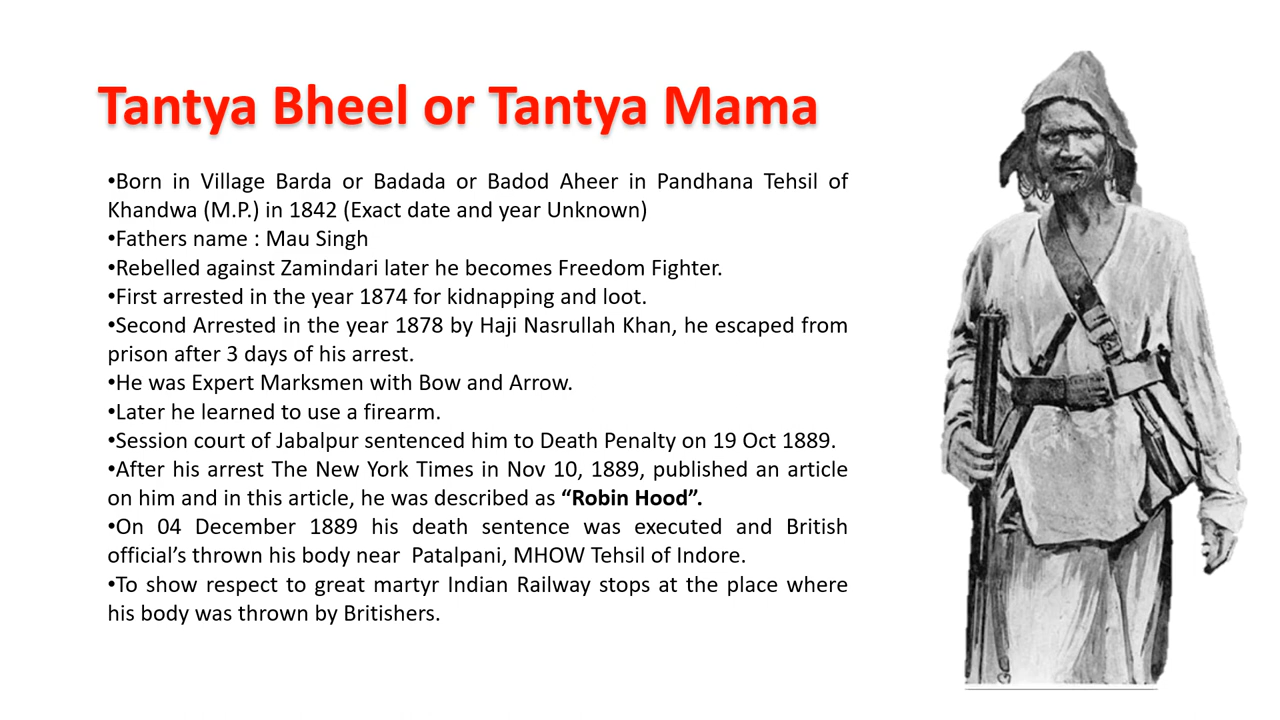 Tantya Bheel or Tantya Mama
•Born in Village Barda or Badada or Badod Aheer in Pandhana Tehsil of
Khandwa (M.P.) in 1842 (Exact date and year Unknown)
•Fathers name : Mau Singh
•Rebelled against Zamindari later he becomes Freedom Fighter.
•First arrested in the year 1874 for kidnapping and loot.
•Second Arrested in the year 1878 by Haji Nasrullah Khan, he escaped from
prison after 3 days of his arrest.
•He was Expert Marksmen with Bow and Arrow.
•Later he learned to use a firearm.
•Session court of Jabalpur sentenced him to Death Penalty on 19 Oct 1889.
•After his arrest The New York Times in Nov 10, 1889, published an article
on him and in this article, he was described as “Robin Hood”.
•On 04 December 1889 his death sentence was executed and British
official’s thrown his body near  Patalpani, MHOW Tehsil of Indore.
•To show respect to great martyr Indian Railway stops at the place where
his body was thrown by Britishers.